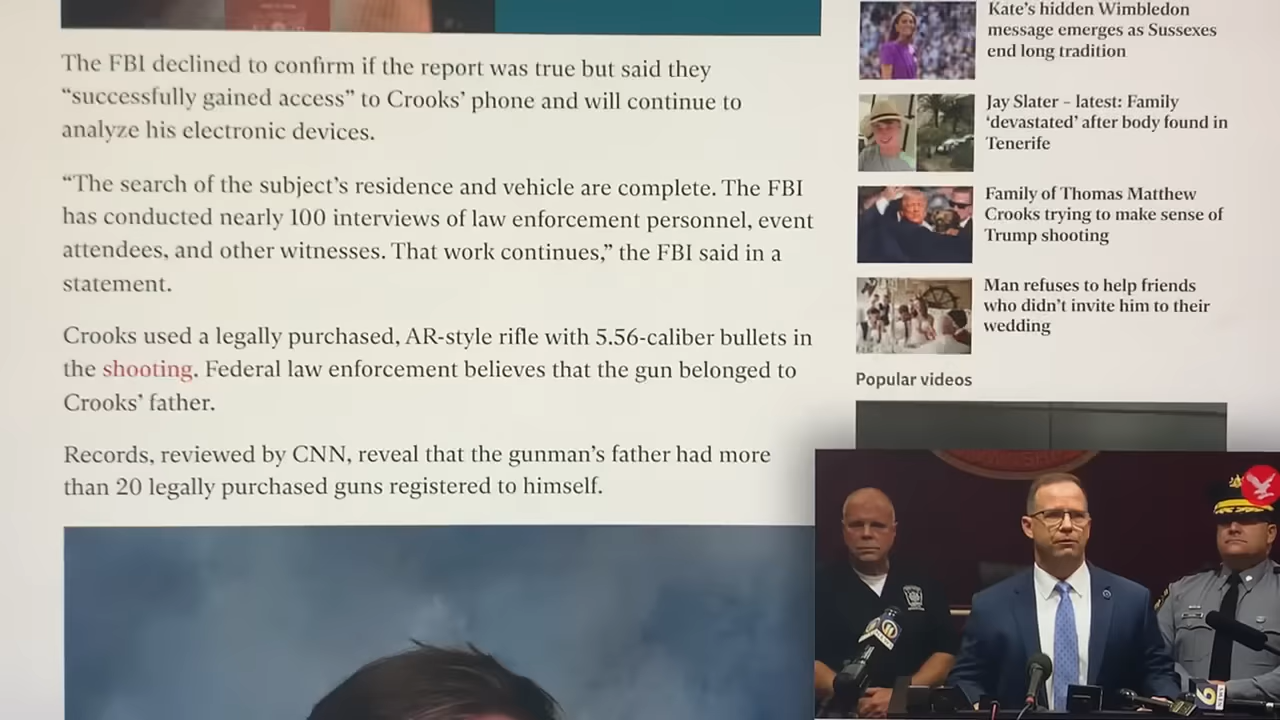 The FBI declined to confirm if the report was true but said they
“successfully gained access” to Crooks’ phone and will continue to
analyze his electronic devices.
“The search of the subject’s residence and vehicle are complete. The FBI
has conducted nearly 100 interviews of law enforcement personnel, event
attendees, and other witnesses. That work continues,” the FBI said in a
statement.
Crooks used a legally purchased, AR-style rifle with 5.56-caliber bullets in
the shooting. Federal law enforcement believes that the gun belonged to
Crooks’ father.
Records, reviewed by CNN, reveal that the gunman’s father had more
than 20 legally purchased guns registered to himself.
Kate’s hidden Wimbledon
message emerges as Sussexes
end long tradition
Jay Slater – latest: Family
‘devastated’ after body found in
Tenerife
Family of Thomas Matthew
Crooks trying to make sense of
Trump shooting
Man refuses to help friends
who didn’t invite him to their
wedding
Popular videos
11
6